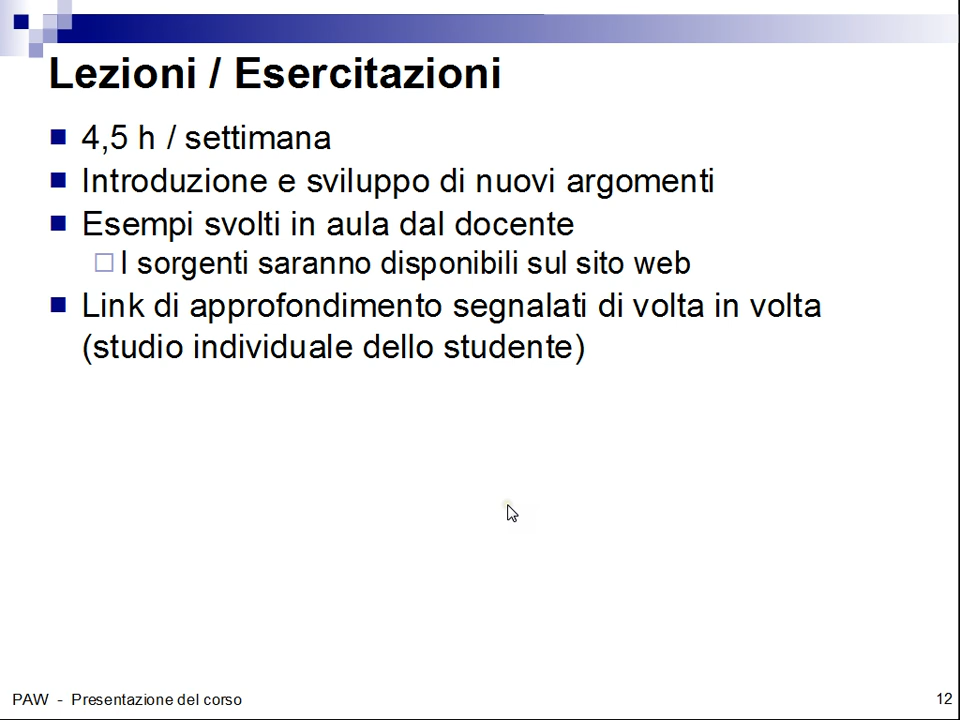 Lezioni / Esercitazioni
4,5 h / settimana
Introduzione e sviluppo di nuovi argomenti
Esempi svolti in aula dal docente
I sorgenti saranno disponibili sul sito web
Link di approfondimento segnalati di volta in volta
(studio individuale dello studente)
PAW - Presentazione del corso
12